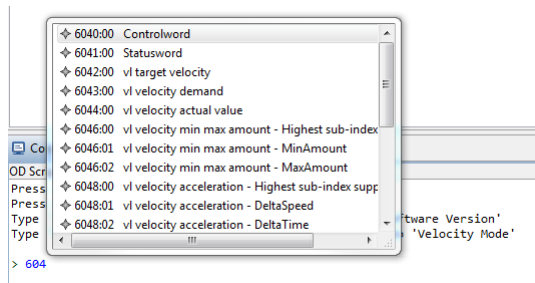 6040:00 Controlword
6041:00 Statusword
6042:00 vl target velocity
6043:00 vl velocity demand
6044:00 vl velocity actual value
6046:00 vl velocity min max amount - Highest sub-index
6046:01 vl velocity min max amount - MinAmount
6046:02 vl velocity min max amount - MaxAmount
6048:00 vl velocity acceleration - Highest sub-index supp
6048:01 vl velocity acceleration - DeltaSpeed
6048:02 vl velocity acceleration - DeltaTime
Co
OD Scr
Press
Press
Type ftware Version'
Type 'Velocity Mode'
> 604